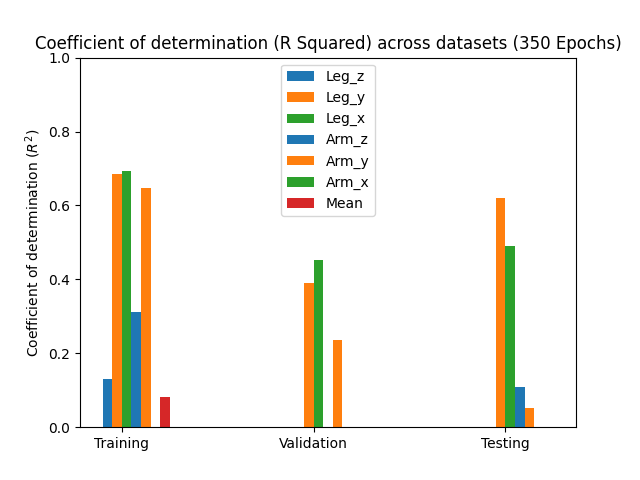 Coefficient of determination (R Squared) across datasets (350 Epochs)
Coefficient of determination (R²)
1.0
0.8
0.6
0.4
0.2
0.0
Leg_z
Leg_y
Leg_x
Arm_z
Arm_y
Arm_x
Mean
Training
Validation
Testing